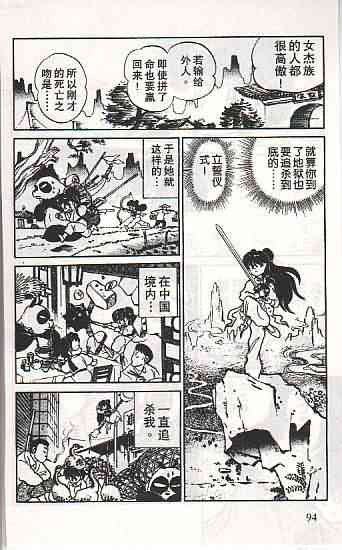 女杰族
的人都
很高傲！
若输给
外人。
即使拼了
命也要赢
回来！
所以刚才
的死亡之
吻是……
就算你到
了地狱也
要追杀到
底的……
立誓仪
式！
于是她就
这样的…
在中国
境内…
一直追
杀我。
94